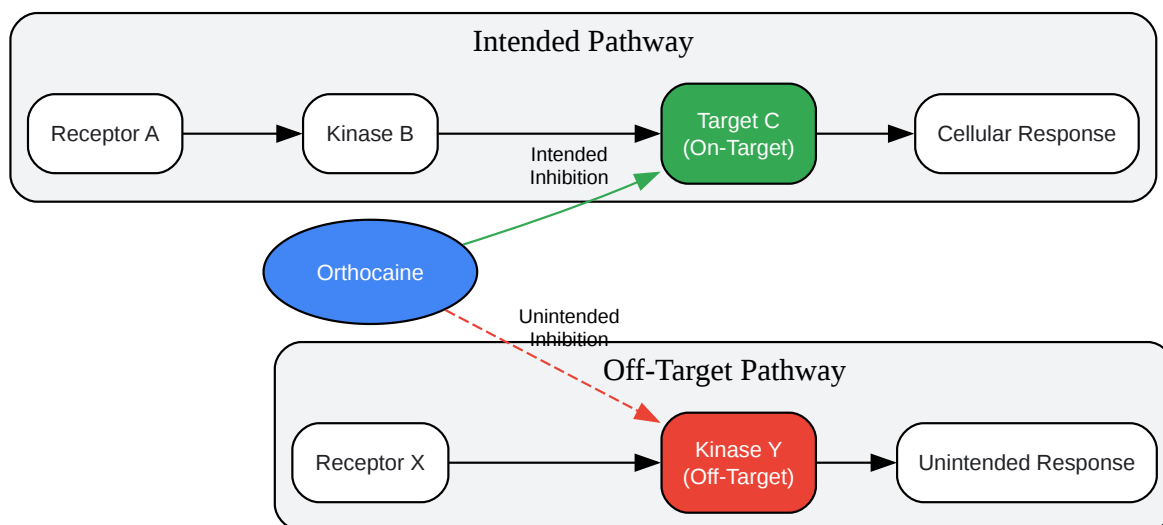 Intended Pathway
Receptor A
Kinase B
Target C
(On-Target)
Cellular Response
Intended
Inhibition
Orthocaine
Unintended
Inhibition
Off-Target Pathway
Receptor X
Kinase Y
(Off-Target)
Unintended Response